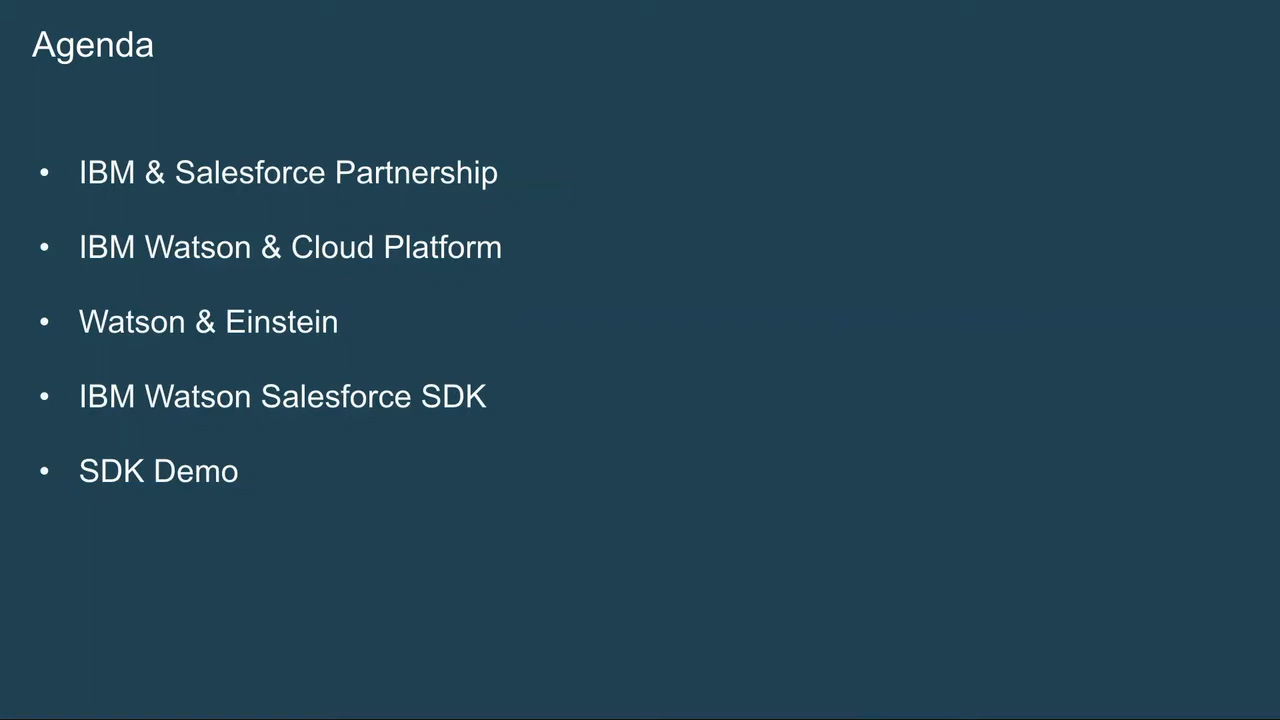 Agenda
• IBM & Salesforce Partnership
• IBM Watson & Cloud Platform
• Watson & Einstein
• IBM Watson Salesforce SDK
• SDK Demo